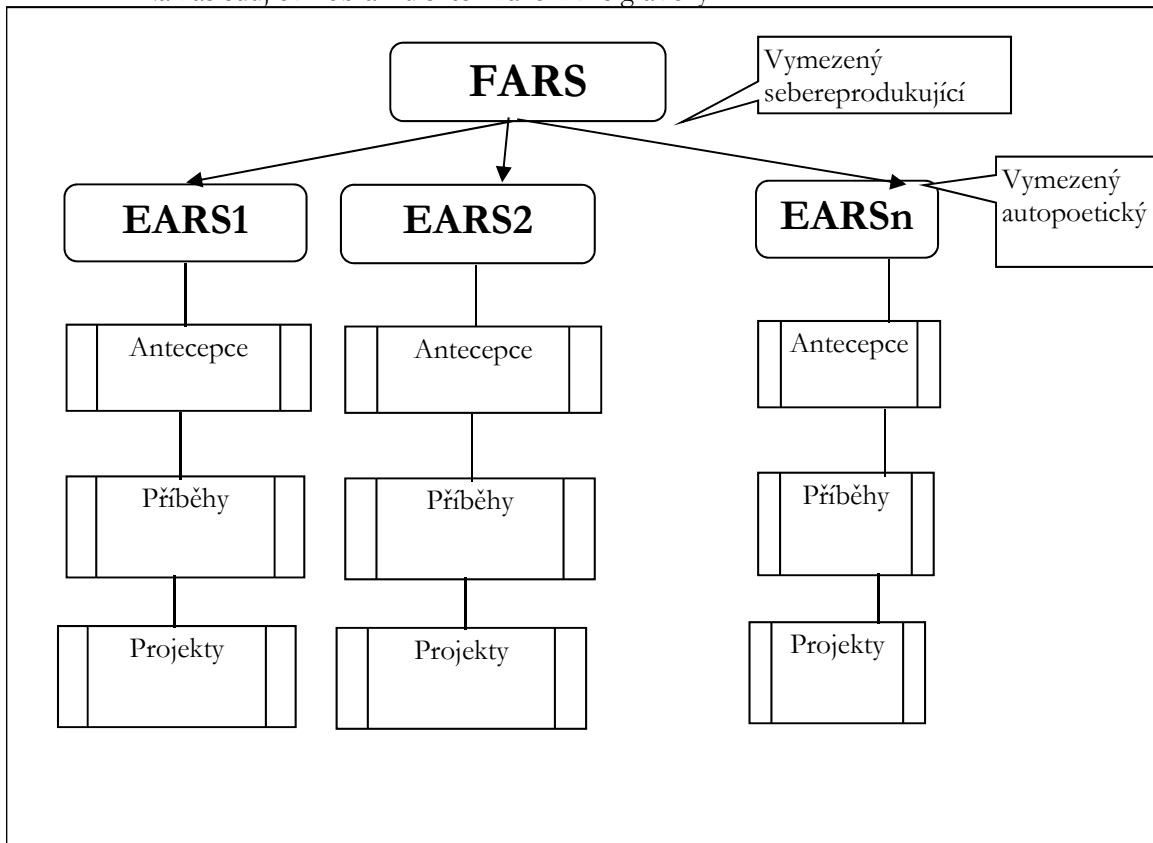 FARS
Vymezený
sebereprodukující
Vymezený
autopoetický
EARS1
EARS2
EARSn
Antecepce
Antecepce
Antecepce
Příběhy
Příběhy
Příběhy
Projekty
Projekty
Projekty